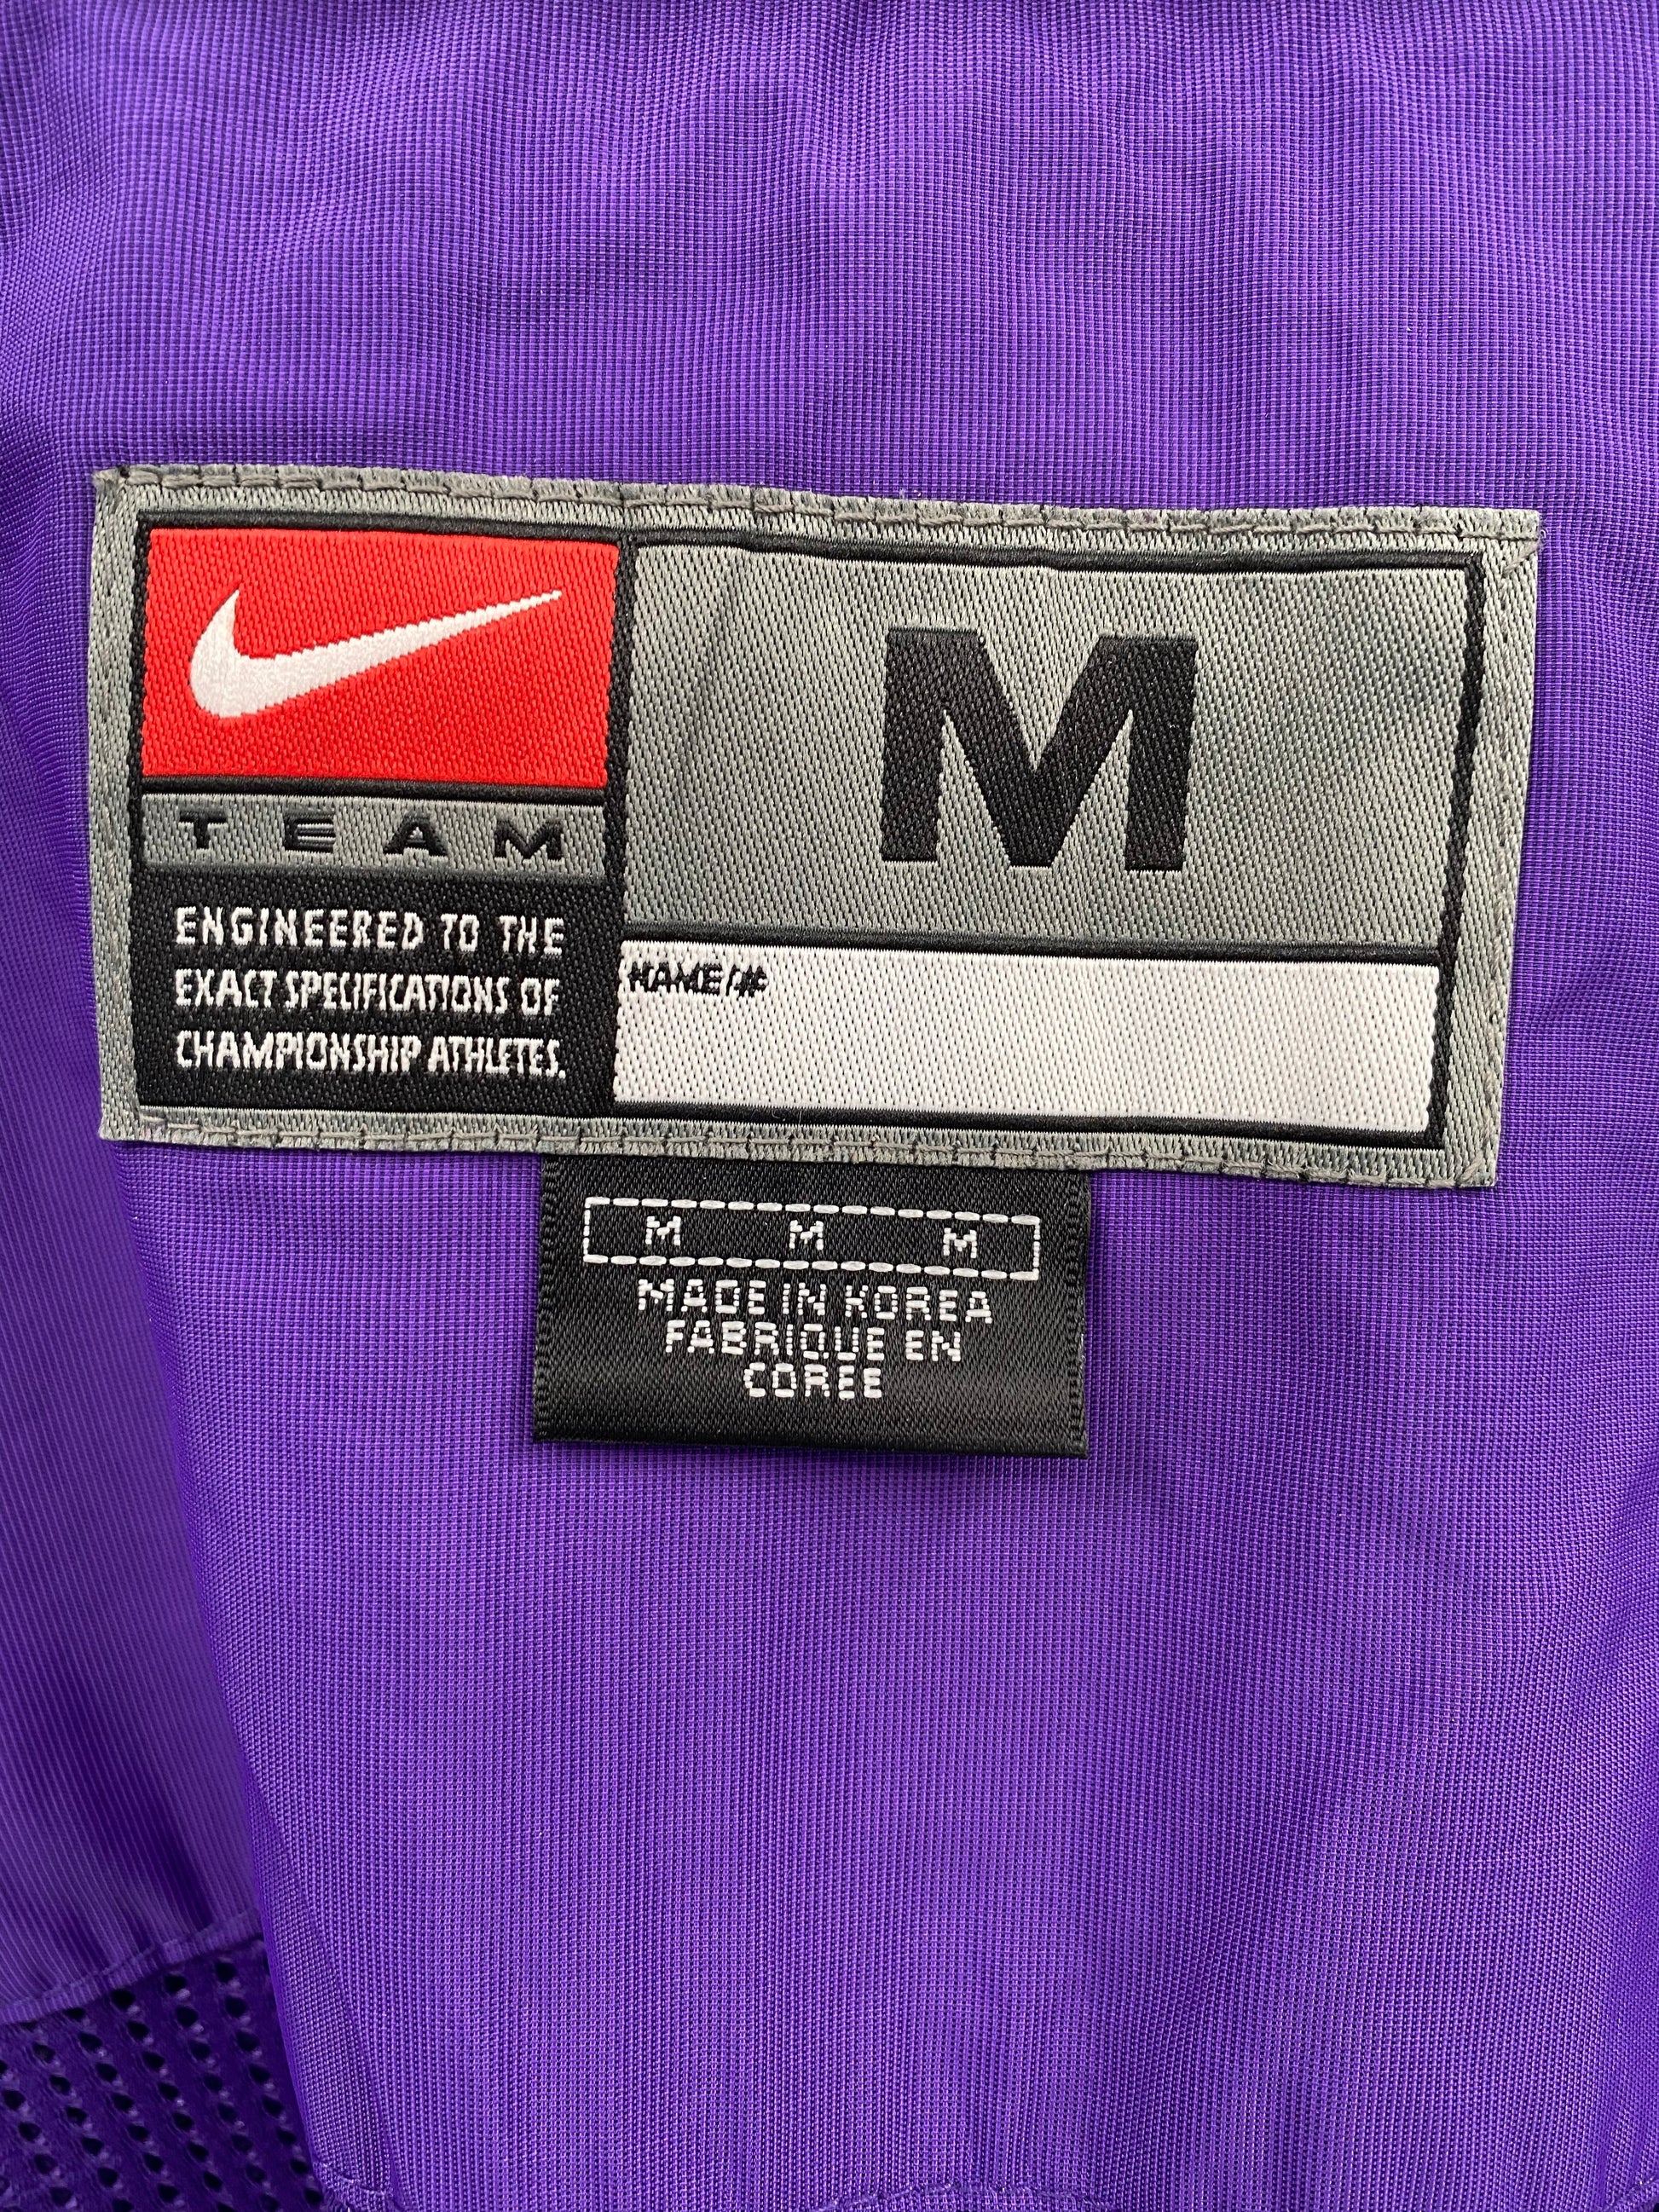 TEAM
ENGINEERED TO THE
EXACT SPECIFICATIONS OF
CHAMPIONSHIP ATHLETES.
M
NAME/#
M M M
MADE IN KOREA
FABRIQUE EN
COREE